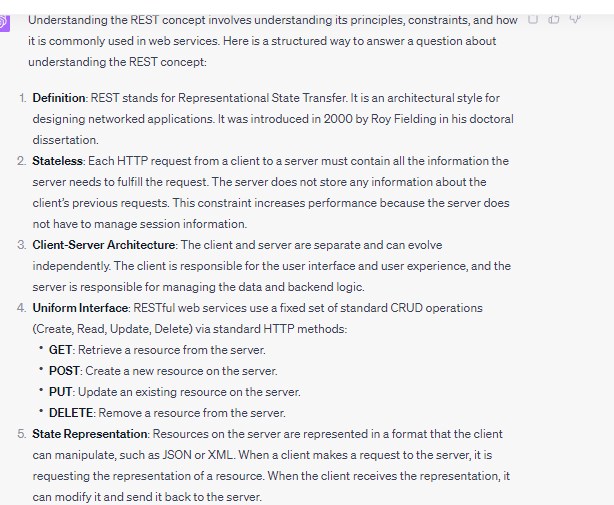 Understanding the REST concept involves understanding its principles, constraints, and how
it is commonly used in web services. Here is a structured way to answer a question about
understanding the REST concept:
1. Definition: REST stands for Representational State Transfer. It is an architectural style for
designing networked applications. It was introduced in 2000 by Roy Fielding in his doctoral
dissertation.
2. Stateless: Each HTTP request from a client to a server must contain all the information the
server needs to fulfill the request. The server does not store any information about the
client's previous requests. This constraint increases performance because the server does
not have to manage session information.
3. Client-Server Architecture: The client and server are separate and can evolve
independently. The client is responsible for the user interface and user experience, and the
server is responsible for managing the data and backend logic.
4. Uniform Interface: RESTful web services use a fixed set of standard CRUD operations
(Create, Read, Update, Delete) via standard HTTP methods:
• GET: Retrieve a resource from the server.
• POST: Create a new resource on the server.
• PUT: Update an existing resource on the server.
• DELETE: Remove a resource from the server.
5. State Representation: Resources on the server are represented in a format that the client
can manipulate, such as JSON or XML. When a client makes a request to the server, it is
requesting the representation of a resource. When the client receives the representation, it
can modify it and send it back to the server.